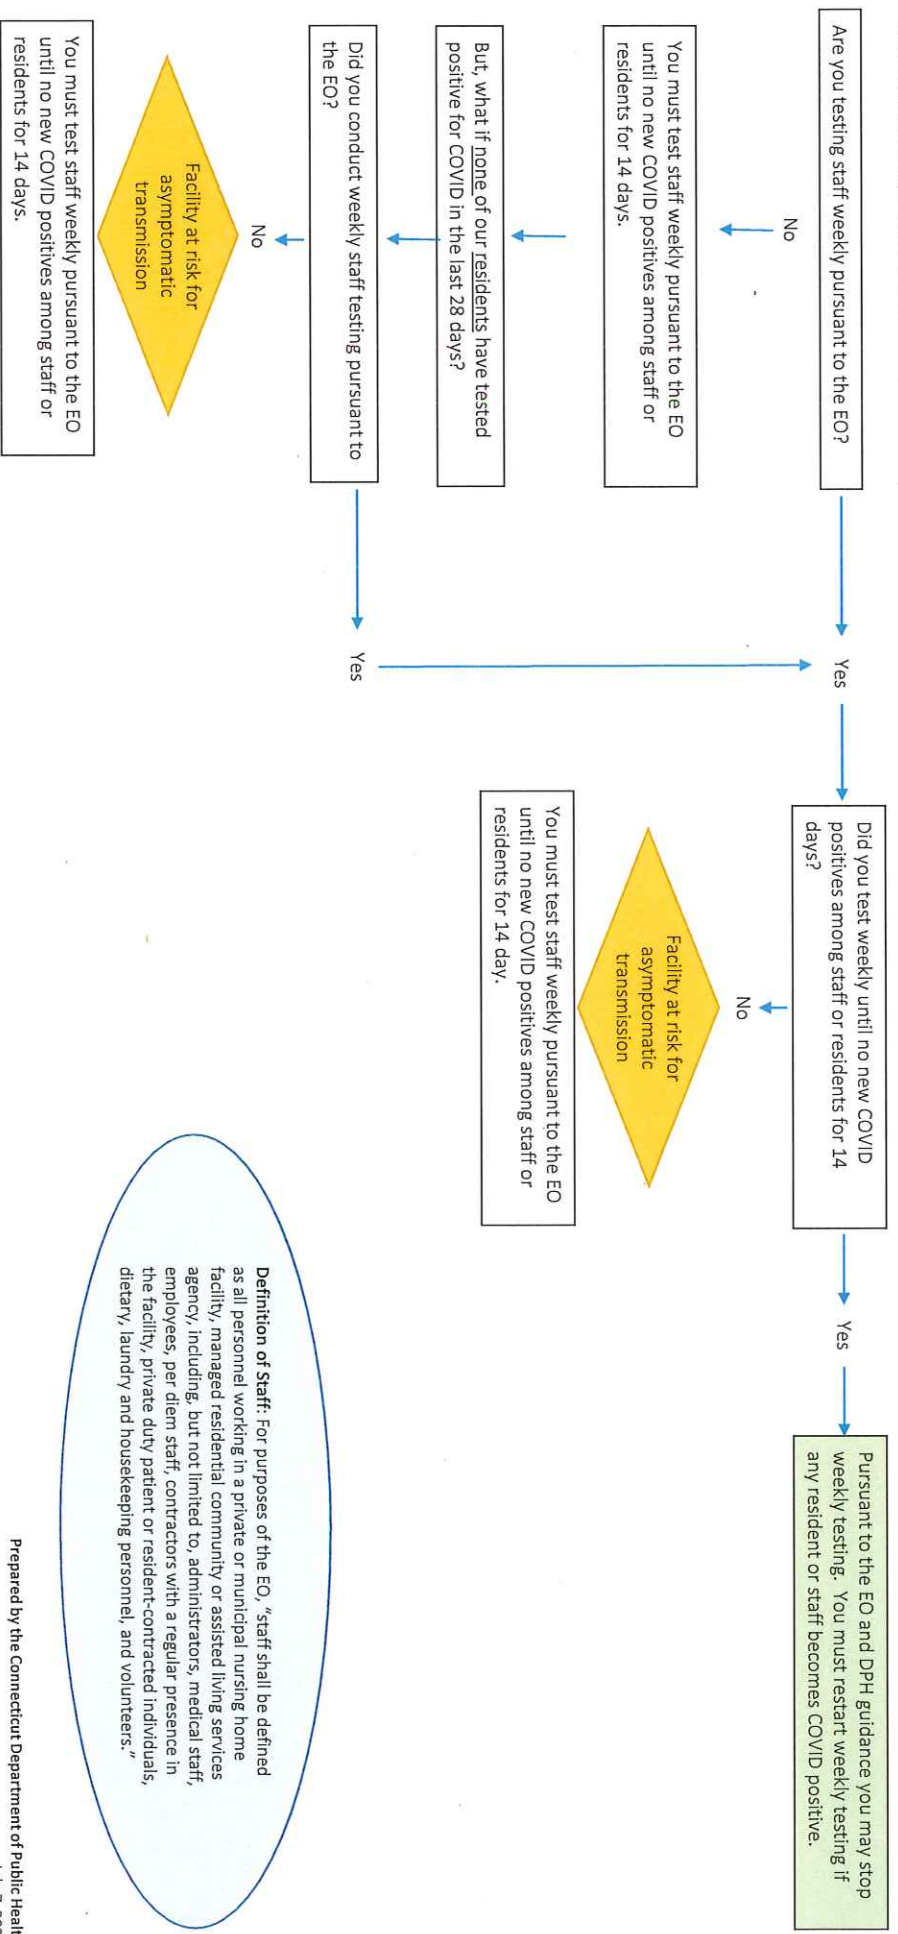 Are you testing staff weekly pursuant to the EO?
Yes
Did you test weekly until no new COVID
positives among staff or residents for 14
days?
Yes
Pursuant to the EO and DPH guidance you may stop
weekly testing. You must restart weekly testing if
any resident or staff becomes COVID positive.
No
You must test staff weekly pursuant to the EO
until no new COVID positives among staff or
residents for 14 days.
But, what if none of our residents have tested
positive for COVID in the last 28 days?
Did you conduct weekly staff testing pursuant to
the EO?
Yes
No
Facility at risk for
asymptomatic
transmission
You must test staff weekly pursuant to the EO
until no new COVID positives among staff or
residents for 14 days.
No
Facility at risk for
asymptomatic
transmission
You must test staff weekly pursuant to the EO
until no new COVID positives among staff or
residents for 14 day.
Definition of Staff: For purposes of the EO, “staff shall be defined
as all personnel working in a private or municipal nursing home
facility, managed residential community or assisted living services
agency, including, but not limited to, administrators, medical staff,
employees, per diem staff, contractors with a regular presence in
the facility, private duty patient or resident-contracted individuals,
dietary, laundry and housekeeping personnel, and volunteers.”
Prepared by the Connecticut Department of Public Healt